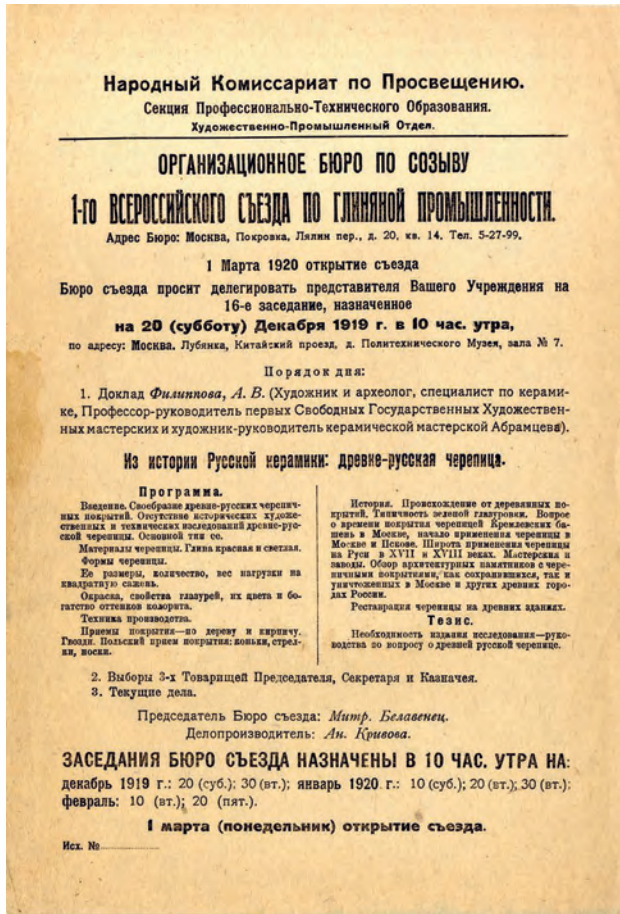 Народный Комиссариат по Просвещению.
Секция Профессионально-Технического Образования.
Художественно-Промышленный Отдел.
ОРГАНИЗАЦИОННОЕ БЮРО ПО СОЗЫВУ
1-го ВСЕРОССИЙСКОГО СЪЕЗДА ПО ГЛИНЯНОЙ ПРОМЫШЛЕННОСТИ.
Адрес Бюро: Москва, Покровка, Лялин пер., д. 20, кв. 14. Тел. 5-27-99.
1 Марта 1920 открытие съезда
Бюро съезда просит делегировать представителя Вашего Учреждения на
16-е заседание, назначенное
на 20 (субботу) Декабря 1919 г. в 10 час. утра,
по адресу: Москва. Лубянка, Китайский проезд, д. Политехнического Музея, зала № 7.
Порядок дня:
1. Доклад Филиппова, А. В. (Художник и археолог, специалист по керами-
ке, Профессор-руководитель первых Свободных Государственных Художествен-
ных мастерских и художник-руководитель керамической мастерской Абрамцева).
Из истории Русской керамики: древне-русская черепица.
Программа.
Введение. Своебразие древне-русских черепич-
ных покрытий. Отсутствие исторических художе-
ственных и технических исследований древне-рус-
ской черепицы. Основной тип ее.
Материалы черепицы. Глина красная и светлая.
Формы черепицы.
Ее размеры, количество, вес нагрузки на
квадратную сажень.
Окраска, свойства глазурей, их цвета и бо-
гатство оттенков колорита.
Техника производства.
Приемы покрытия—по дереву и кирпичу.
Гвозди. Польский прием покрытия: коньки, стрел-
ки, носки.
История. Происхождение от деревянных по-
крытий. Типичность зеленой глазуровки. Вопрос
о времени покрытия черепицей Кремлевских ба-
шень в Москве, начало применения черепицы в
Москве и Пскове. Широта применения черепицы
на Руси в XVII и XVIII веках. Мастерския и
заводы. Обзор архитектурных памятников с чере-
пичными покрытиями, как сохранившихся, так и
уничтоженных в Москве и других древних горо-
дах России.
Реставрация черепицы на древних зданиях.
Тезис.
Необходимость издания исследования—руко-
водства по вопросу о древней русской черепице.
2. Выборы 3-х Товарищей Председателя, Секретаря и Казначея.
3. Текущие дела.
Председатель Бюро съезда: Митр. Белавенец.
Делопроизводитель: Ан. Кривова.
ЗАСЕДАНИЯ БЮРО СЪЕЗДА НАЗНАЧЕНЫ В 10 ЧАС. УТРА НА:
декабрь 1919 г.: 20 (суб.); 30 (вт.); январь 1920 г.: 10 (суб.); 20 (вт.); 30 (вт.):
февраль: 10 (вт.); 20 (пят.).
1 марта (понедельник) открытие съезда.
Исх. №